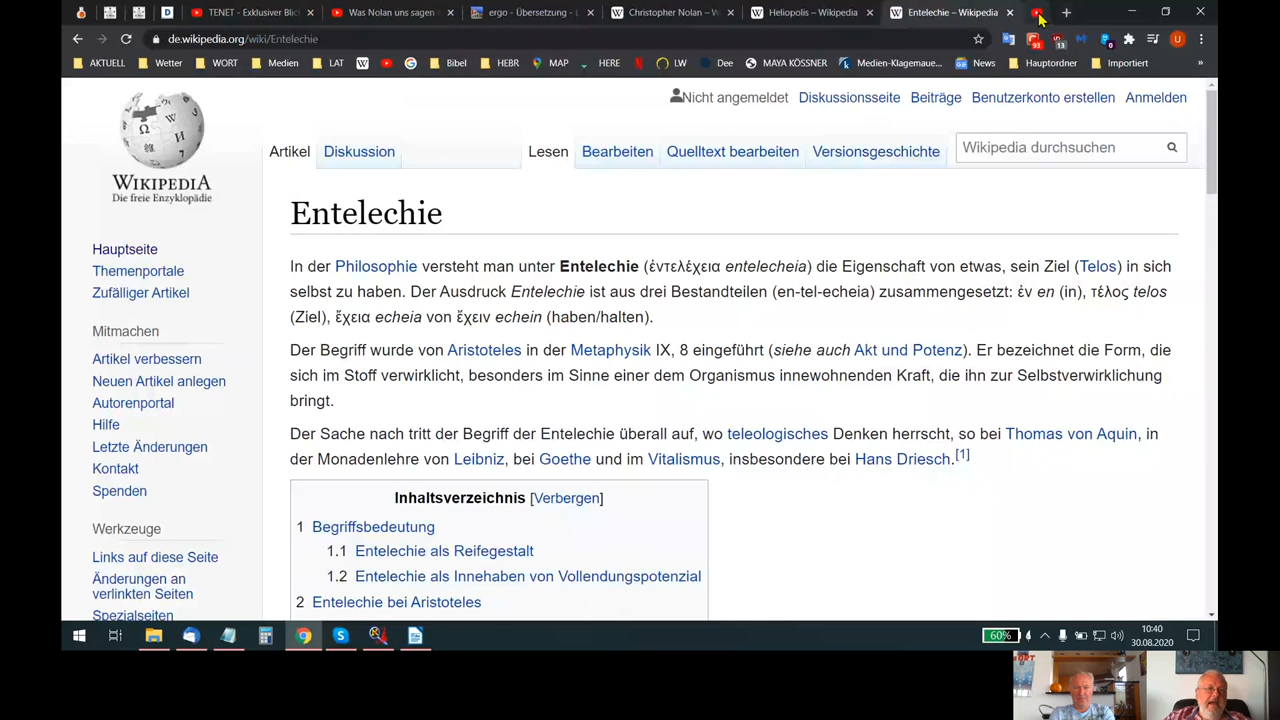 TENET - Exklusiver Blic
Was Nolan uns sagen
ergo - Übersetzung - L
Christopher Nolan – W
Heliopolis – Wikipedia
Entelechie – Wikipedia
de.wikipedia.org/wiki/Entelechie
93
13
0
U
AKTUELL
Wetter
WORT
Medien
LAT
Bibel
HEBR
MAP
HERE
LW
Dee
MAYA KÖSSNER
Medien-Klagemaue...
News
Hauptordner
Importiert
»
Nicht angemeldet Diskussionsseite Beiträge Benutzerkonto erstellen Anmelden
Artikel Diskussion Lesen Bearbeiten Quelltext bearbeiten Versionsgeschichte Wikipedia durchsuchen
WIKIPEDIA
Die freie Enzyklopädie
Hauptseite
Themenportale
Zufälliger Artikel
Mitmachen
Artikel verbessern
Neuen Artikel anlegen
Autorenportal
Hilfe
Letzte Änderungen
Kontakt
Spenden
Werkzeuge
Links auf diese Seite
Änderungen an
verlinkten Seiten
Spezialseiten
Entelechie
In der Philosophie versteht man unter Entelechie (ἐντελέχεια entelecheia) die Eigenschaft von etwas, sein Ziel (Telos) in sich
selbst zu haben. Der Ausdruck Entelechie ist aus drei Bestandteilen (en-tel-echeia) zusammengesetzt: ἐν en (in), τέλος telos
(Ziel), ἔχεια echeia von ἔχειν echein (haben/halten).
Der Begriff wurde von Aristoteles in der Metaphysik IX, 8 eingeführt (siehe auch Akt und Potenz). Er bezeichnet die Form, die
sich im Stoff verwirklicht, besonders im Sinne einer dem Organismus innewohnenden Kraft, die ihn zur Selbstverwirklichung
bringt.
Der Sache nach tritt der Begriff der Entelechie überall auf, wo teleologisches Denken herrscht, so bei Thomas von Aquin, in
der Monadenlehre von Leibniz, bei Goethe und im Vitalismus, insbesondere bei Hans Driesch.[1]
Inhaltsverzeichnis [Verbergen]
1 Begriffsbedeutung
1.1 Entelechie als Reifegestalt
1.2 Entelechie als Innehaben von Vollendungspotenzial
2 Entelechie bei Aristoteles
60%
10:40
30.08.2020